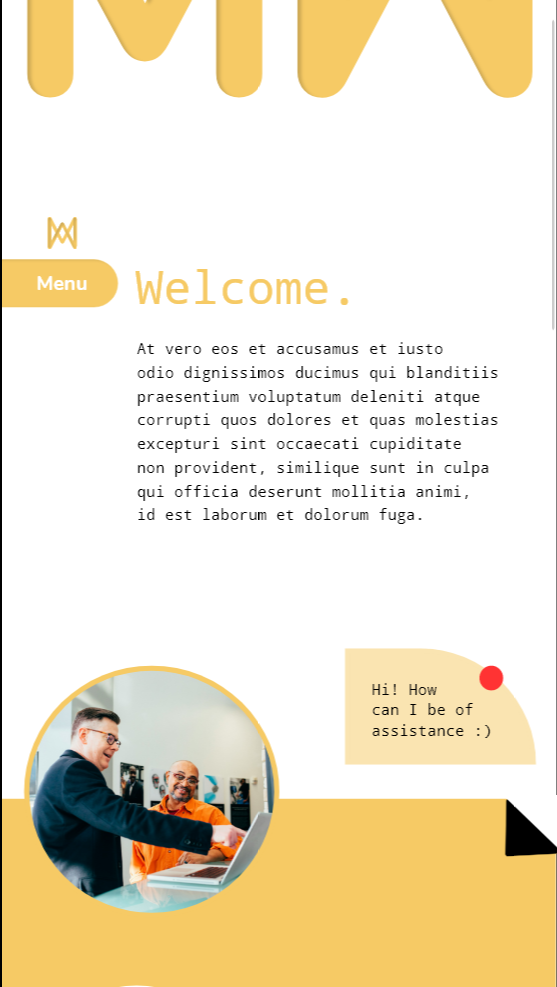 Menu
Welcome.
At vero eos et accusamus et iusto
odio dignissimos ducimus qui blanditiis
praesentium voluptatum deleniti atque
corrupti quos dolores et quas molestias
excepturi sint occaecati cupiditate
non provident, similique sunt in culpa
qui officia deserunt mollitia animi,
id est laborum et dolorum fuga.
Hi! How
can I be of
assistance :)